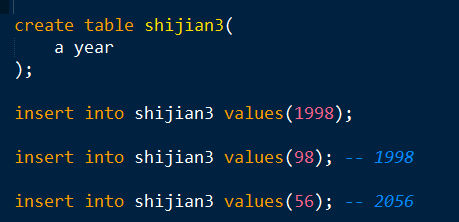 create table shijian3(
    a year
);
insert into shijian3 values(1998);
insert into shijian3 values(98); -- 1998
insert into shijian3 values(56); -- 2056